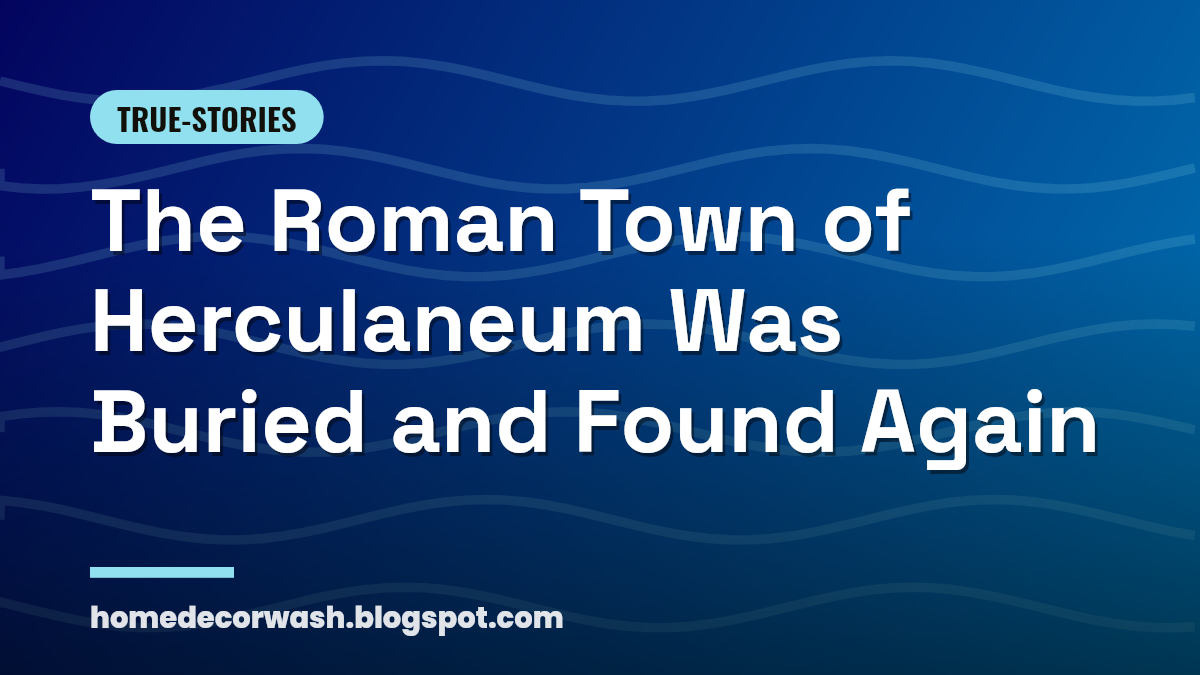 TRUE-STORIES
The Roman Town of
Herculaneum Was
Buried and Found Again
homedecorwash.blogspot.com